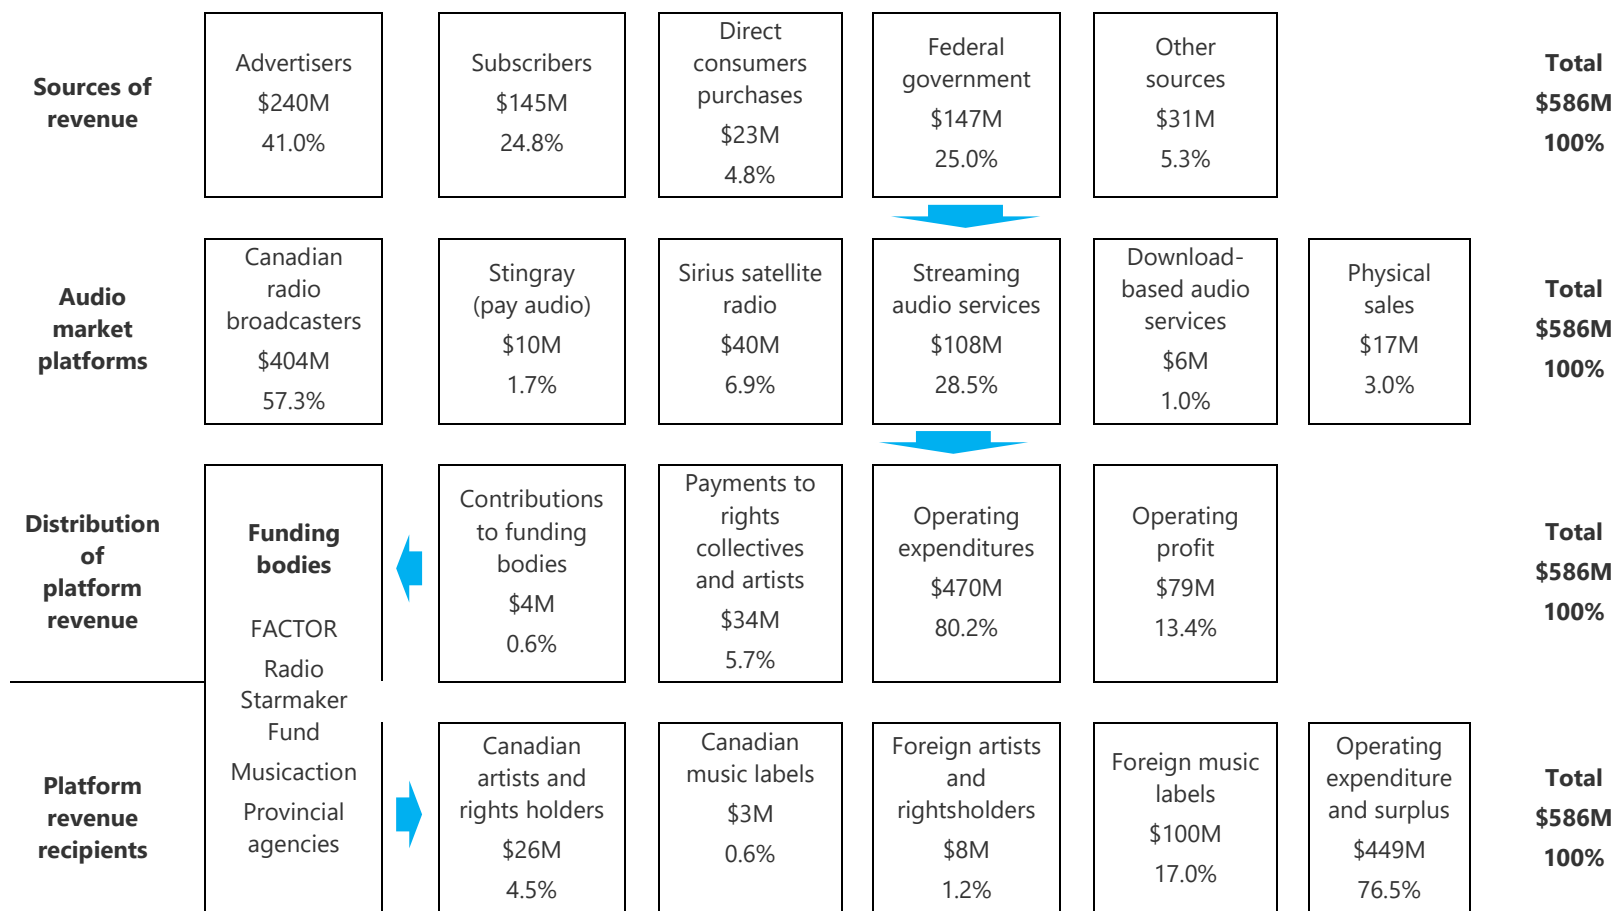 Sources of
revenue
Advertisers
$240M
41.0%
Subscribers
$145M
24.8%
Direct
consumers
purchases
$23M
4.8%
Federal
government
$147M
25.0%
Other
sources
$31M
5.3%
Total
$586M
100%
Audio
market
platforms
Canadian
radio
broadcasters
$404M
57.3%
Stingray
(pay audio)
$10M
1.7%
Sirius satellite
radio
$40M
6.9%
Streaming
audio services
$108M
28.5%
Download-
based audio
services
$6M
1.0%
Physical
sales
$17M
3.0%
Total
$586M
100%
Distribution
of
platform
revenue
Funding
bodies
FACTOR
Radio
Starmaker
Fund
Musicaction
Provincial
agencies
Contributions
to funding
bodies
$4M
0.6%
Payments to
rights
collectives
and artists
$34M
5.7%
Operating
expenditures
$470M
80.2%
Operating
profit
$79M
13.4%
Total
$586M
100%
Platform
revenue
recipients
Canadian
artists and
rights holders
$26M
4.5%
Canadian
music labels
$3M
0.6%
Foreign artists
and
rightsholders
$8M
1.2%
Foreign music
labels
$100M
17.0%
Operating
expenditure
and surplus
$449M
76.5%
Total
$586M
100%